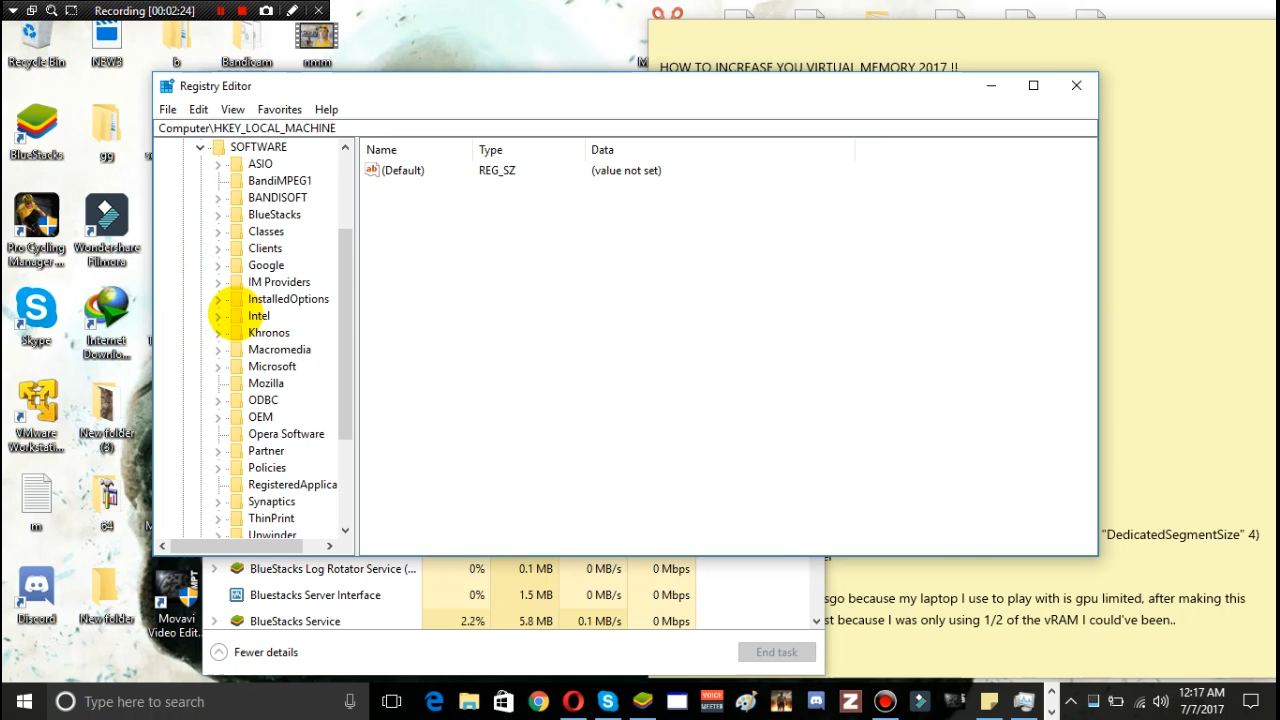 Recording [00:02:24]
Recycle Bin
NEW3
b
Bandicam
nmm
HOW TO INCREASE YOU VIRTUAL MEMORY 2017 !!
Registry Editor
File Edit View Favorites Help
Computer\HKEY_LOCAL_MACHINE
SOFTWARE
ASIO
BandiMPEG1
BANDISOFT
BlueStacks
Classes
Clients
Google
IM Providers
InstalledOptions
Intel
Khronos
Macromedia
Microsoft
Mozilla
ODBC
OEM
Opera Software
Partner
Policies
RegisteredApplica
Synaptics
ThinPrint
Unwinder
Name Type Data
ab (Default) REG_SZ (value not set)
BlueStacks
gg
Pro Cycling
Manager ...
Wondershare
Filmora
Skype
Internet
Downlo...
VMware
Workstati...
New folder
(3)
m
64
Discord
New folder
MPT
Movavi
Video Edit...
"DedicatedSegmentSize" 4)
sgo because my laptop I use to play with is gpu limited, after making this
st because I was only using 1/2 of the vRAM I could've been..
BlueStacks Log Rotator Service (... 0% 0.1 MB 0 MB/s 0 Mbps
Bluestacks Server Interface 0% 1.5 MB 0 MB/s 0 Mbps
BlueStacks Service 2.2% 5.8 MB 0.1 MB/s 0 Mbps
Fewer details
End task
Type here to search
VOICE
MEETER
12:17 AM
7/7/2017